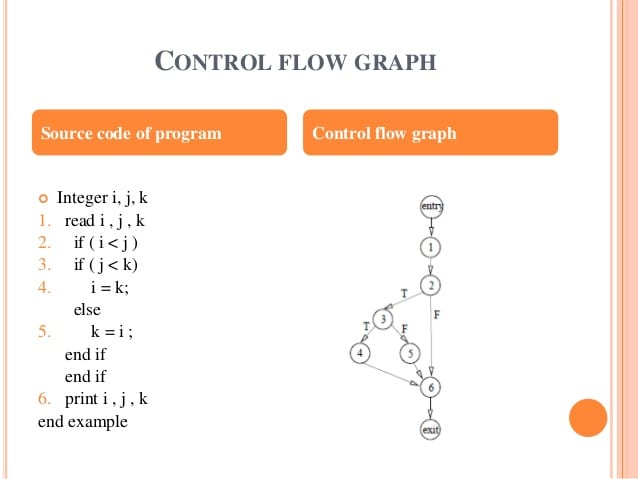 CONTROL FLOW GRAPH
Source code of program
Control flow graph
Integer i, j, k
1. read i , j , k
2. if ( i < j )
3. if ( j < k)
4. i = k;
else
5. k = i ;
end if
end if
6. print i , j , k
end example
entry
1
2
T
F
3
T
F
4
5
6
exit